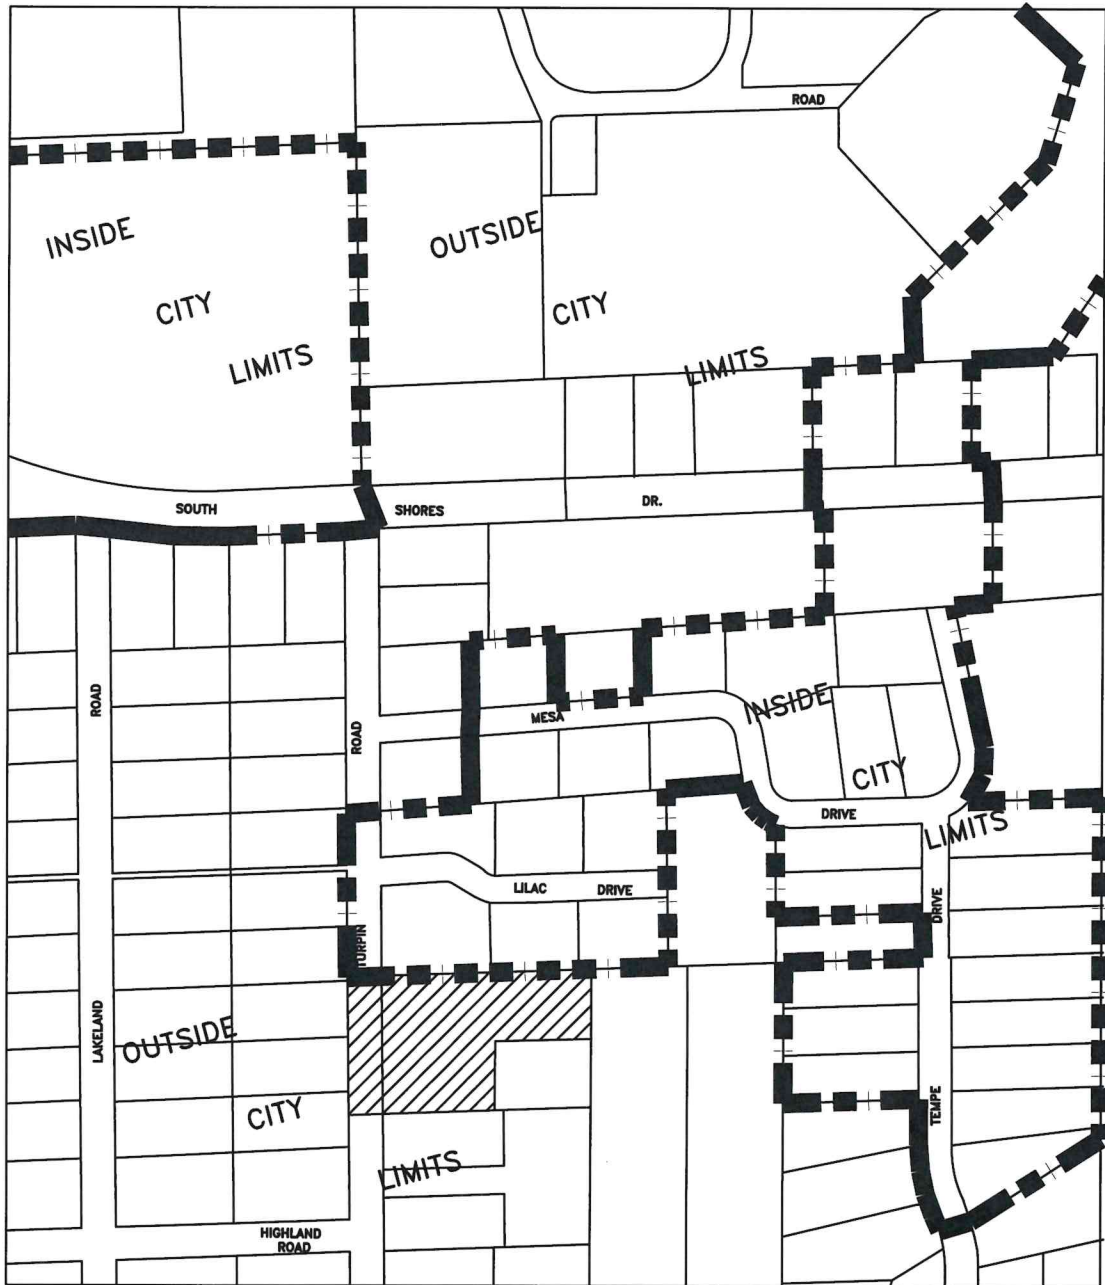 ROAD
INSIDE
CITY
LIMITS
OUTSIDE
CITY
LIMITS
SOUTH
SHORES
DR.
ROAD
ROAD
MESA
INSIDE
CITY
LIMITS
DRIVE
LILAC
DRIVE
DRIVE
TURPIN
LAKELAND
OUTSIDE
CITY
LIMITS
TEMPE
HIGHLAND
ROAD